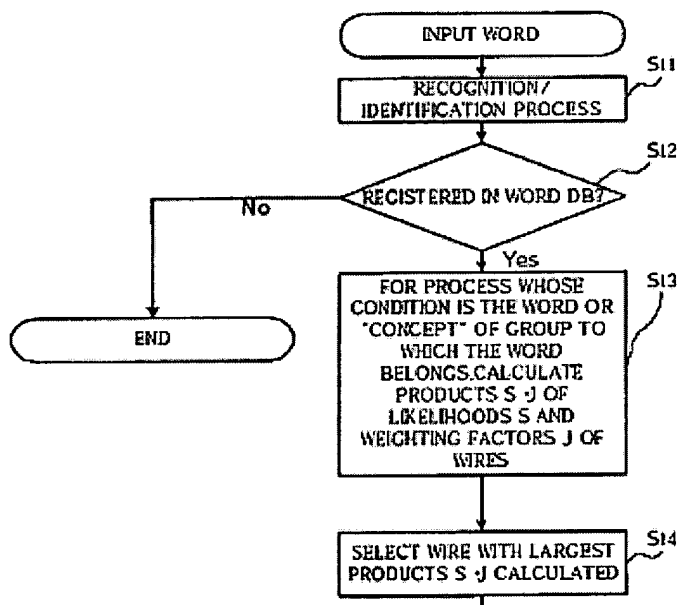 INPUT WORD
S11
RECOGNITION/
IDENTIFICATION PROCESS
S12
REGISTERED IN WORD DB?
No
Yes
S13
FOR PROCESS WHOSE
CONDITION IS THE WORD OR
"CONCEPT" OF GROUP TO
WHICH THE WORD
BELONGS,CALCULATE
PRODUCTS S ·J OF
LIKELIHOODS S AND
WEIGHTING FACTORS J OF
WIRES
END
S14
SELECT WIRE WITH LARGEST
PRODUCTS S ·J CALCULATED